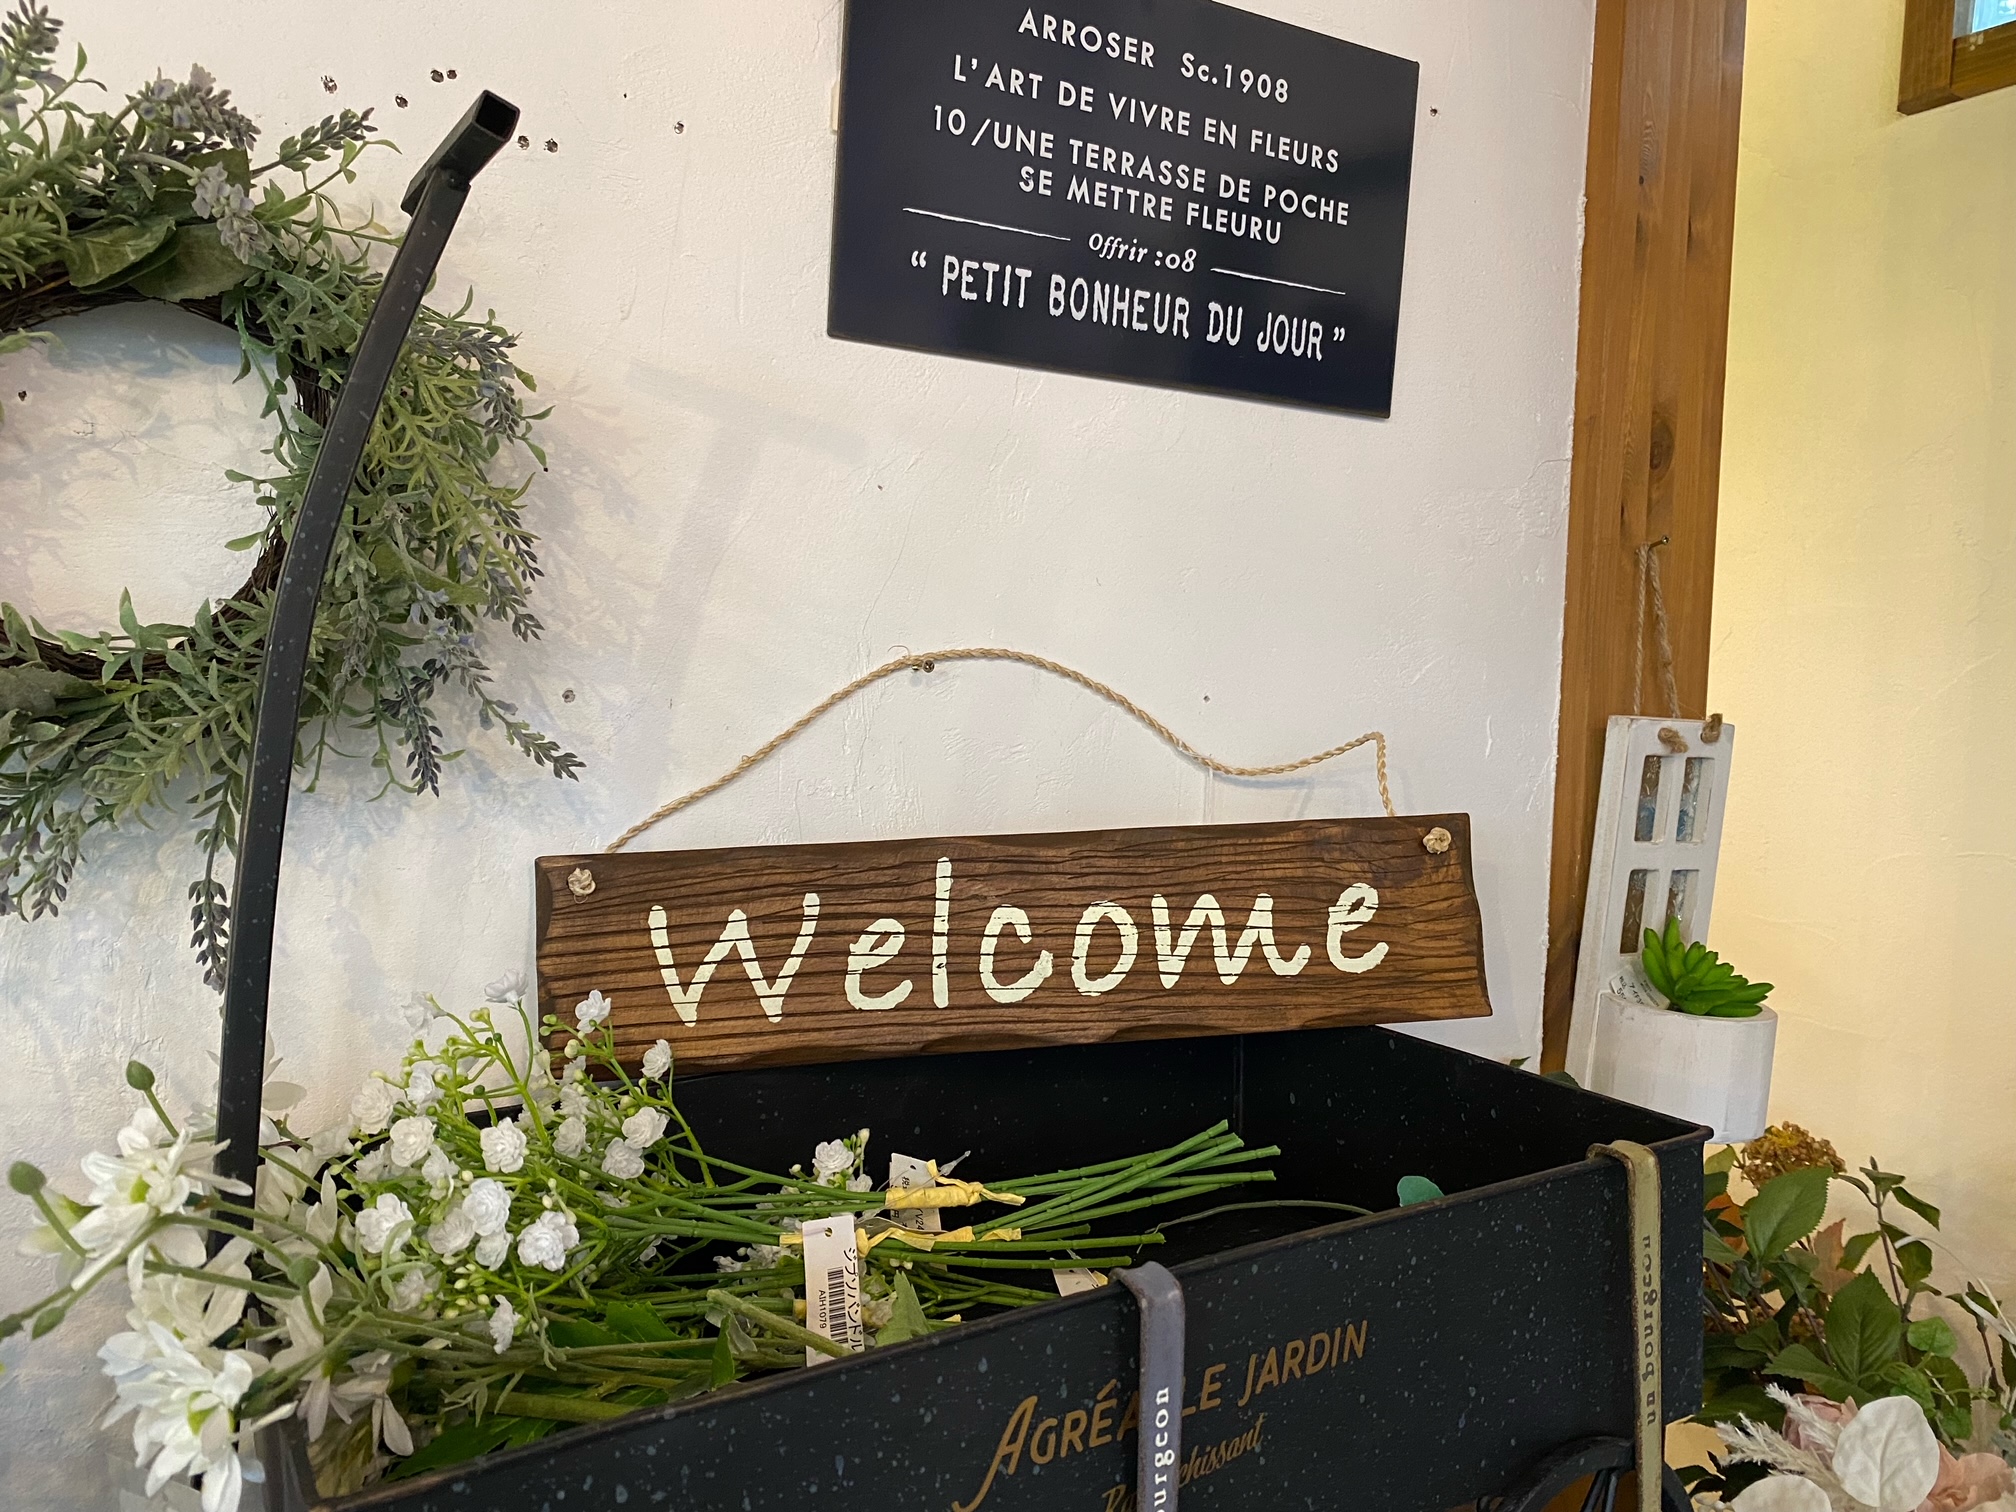 ARROSER Sc.1908
L'ART DE VIVRE EN FLEURS
10/UNE TERRASSE DE POCHE
SE METTRE FLEURU
Offrir :08
“ PETIT BONHEUR DU JOUR ”
Welcome
AIH1079
LE JARDIN
un bourgeon